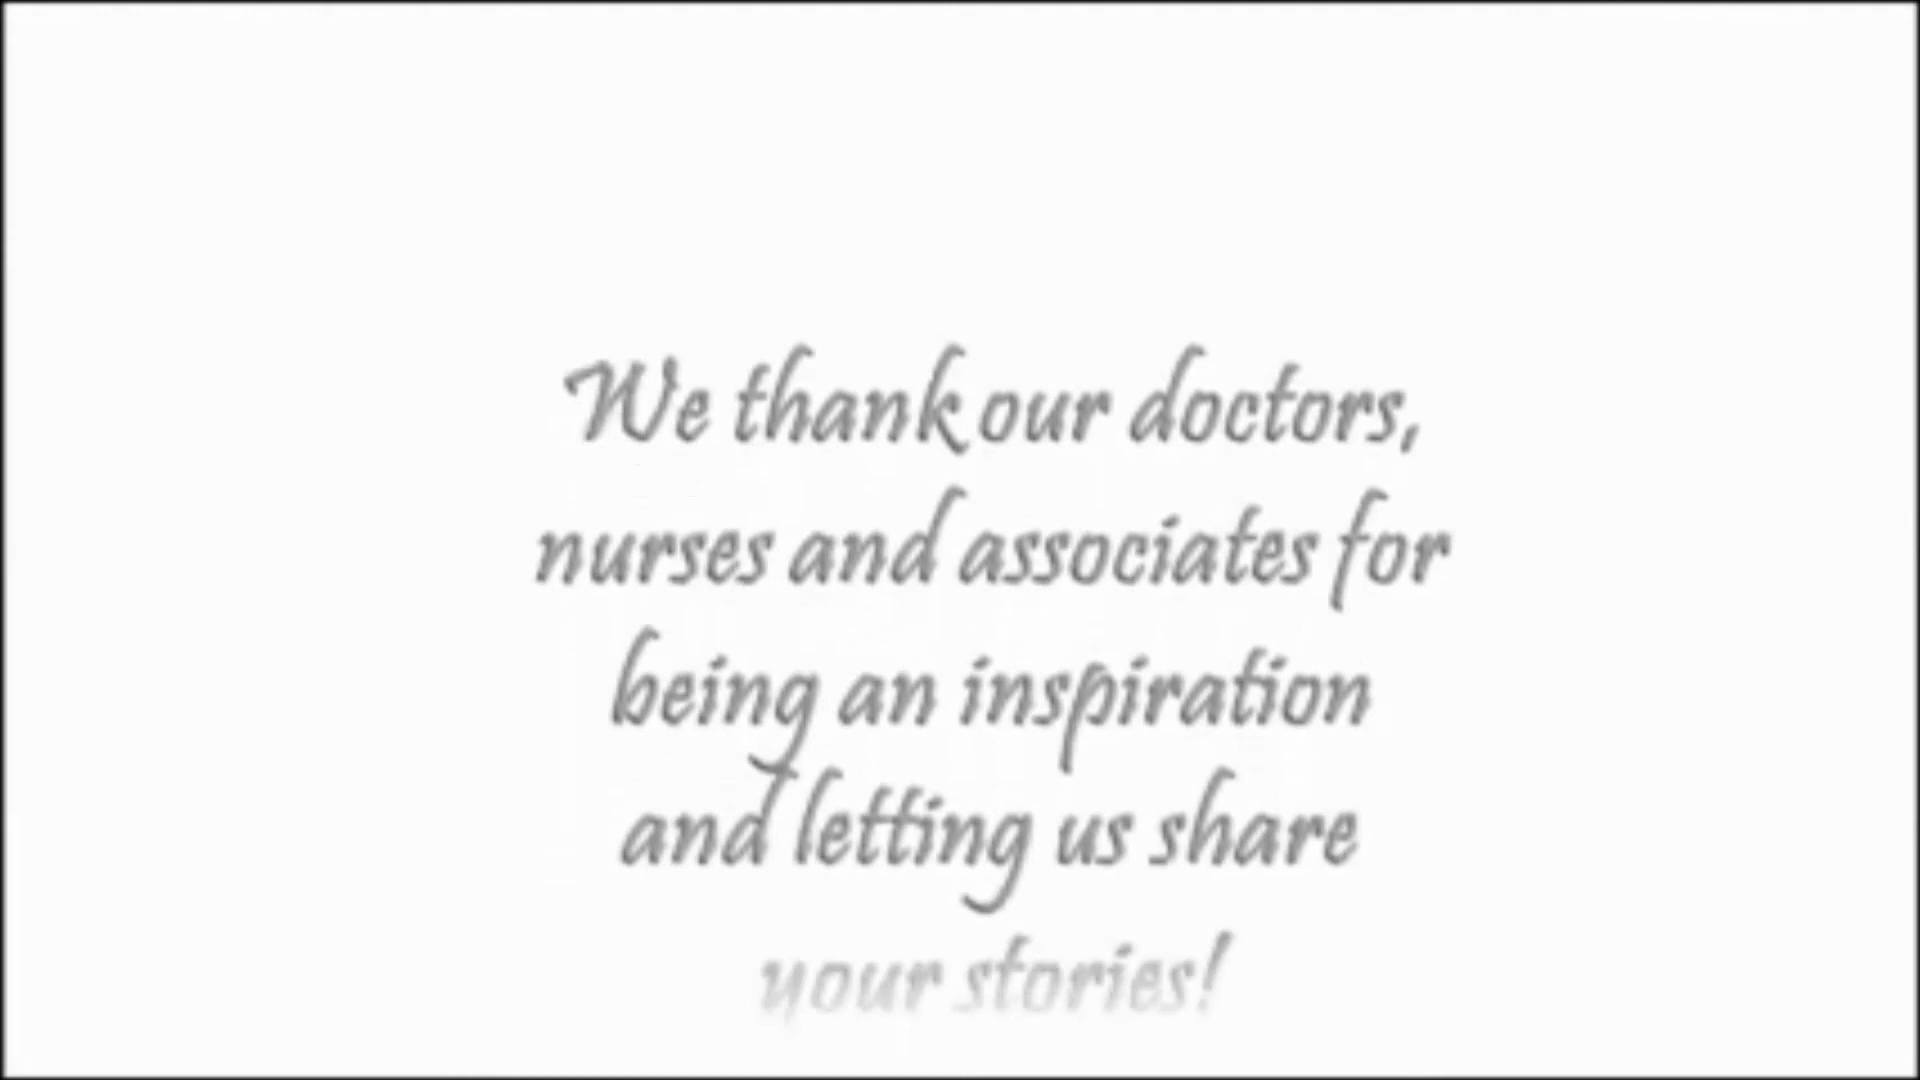 We thank our doctors,
nurses and associates for
being an inspiration
and letting us share
your stories!